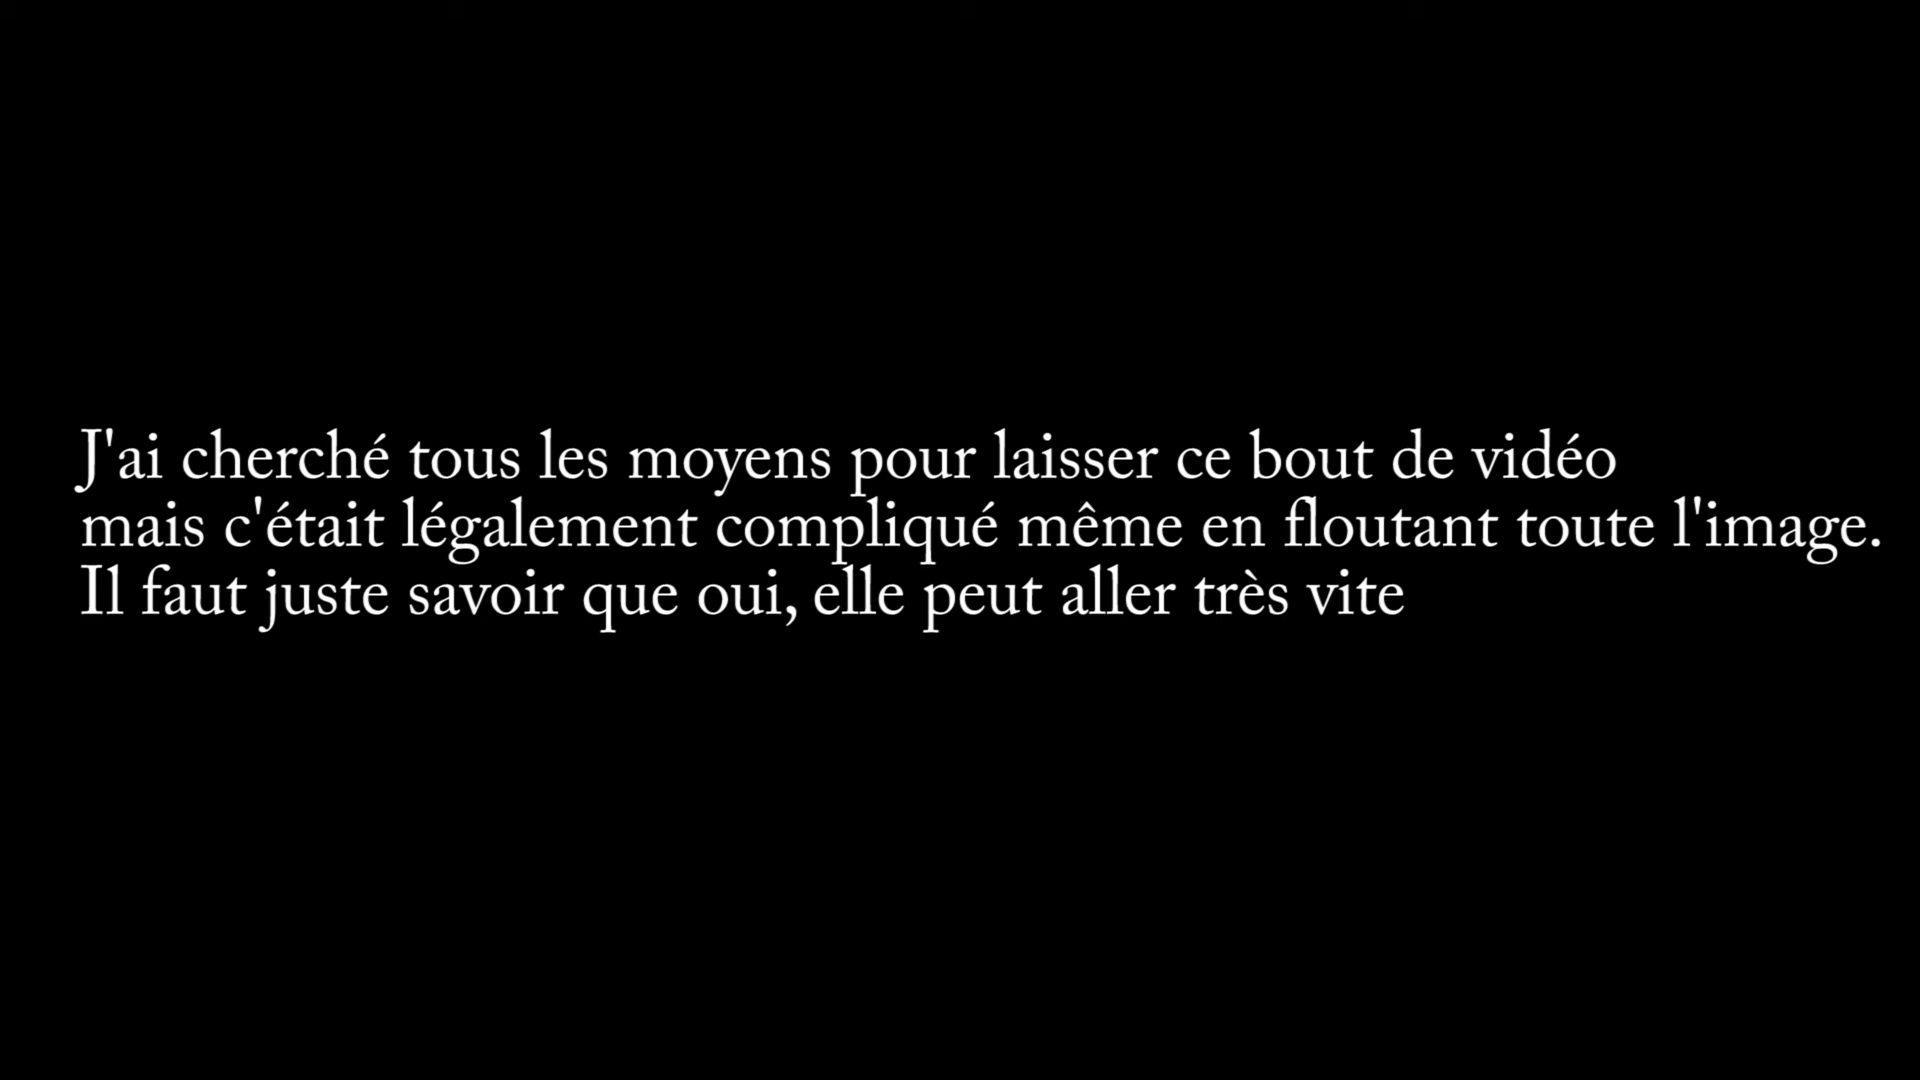 J'ai cherché tous les moyens pour laisser ce bout de vidéo
mais c'était légalement compliqué même en floutant toute l'image.
Il faut juste savoir que oui, elle peut aller très vite